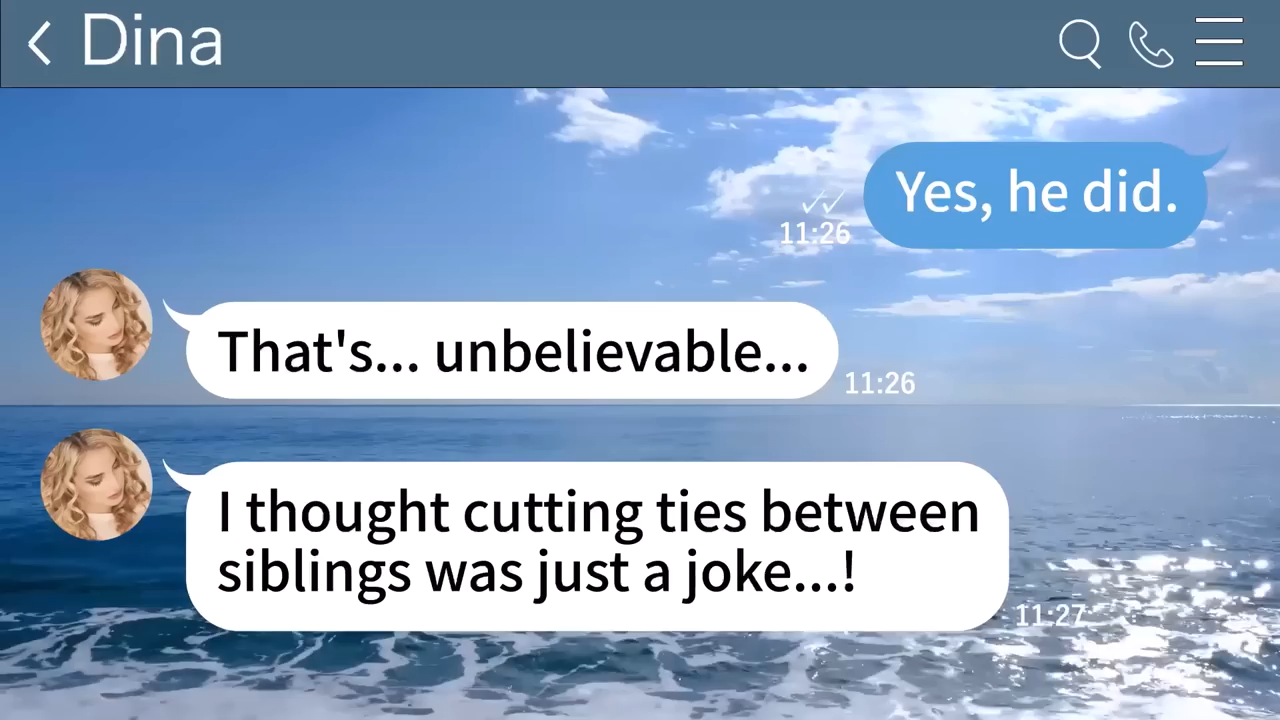 Dina
Yes, he did.
11:26
That's... unbelievable...
11:26
I thought cutting ties between
siblings was just a joke...!
11:27